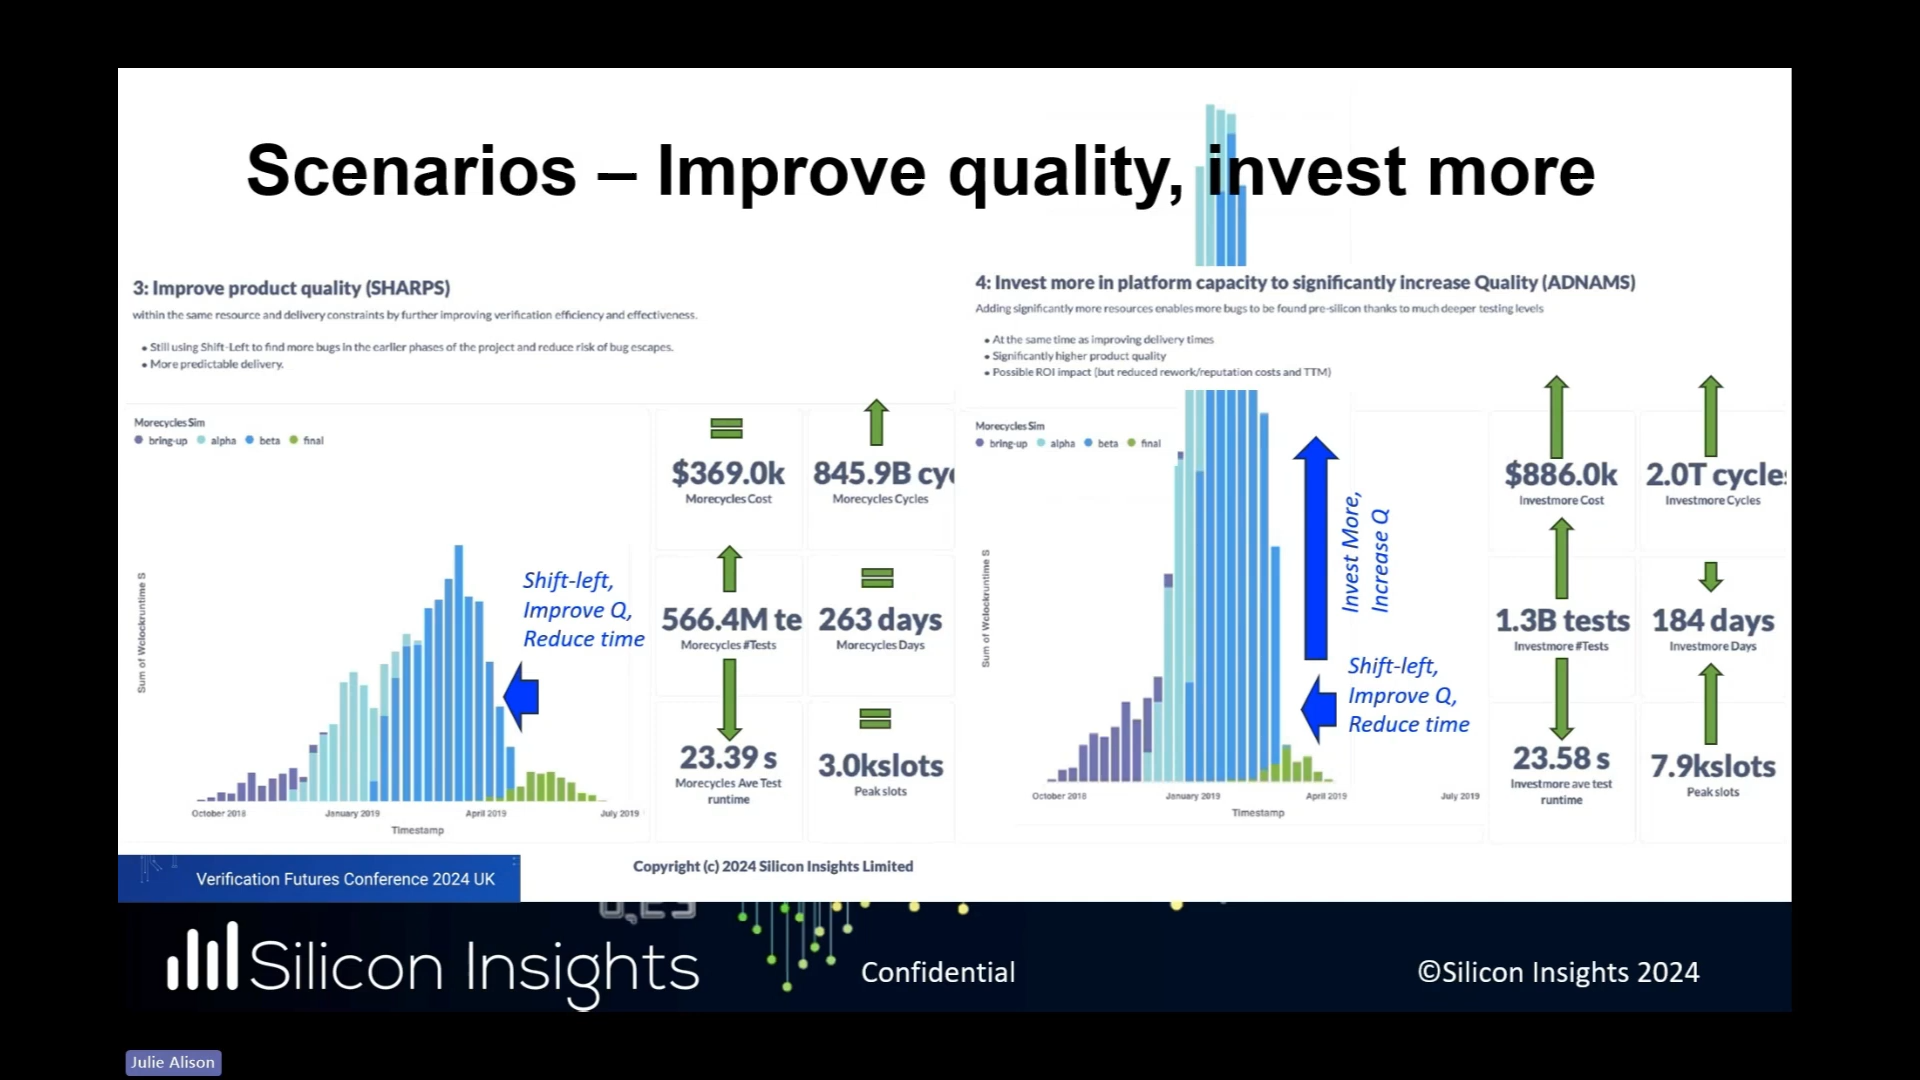 Scenarios – Improve quality, invest more
3: Improve product quality (SHARPS)
within the same resource and delivery constraints by further improving verification efficiency and effectiveness.
• Still using Shift-Left to find more bugs in the earlier phases of the project and reduce risk of bug escapes.
• More predictable delivery.
Morecycles Sim
bring-up alpha beta final
Sum of Wclockruntime S
Shift-left,
Improve Q,
Reduce time
October 2018 January 2019 April 2019 July 2019
Timestamp
$369.0k
Morecycles Cost
845.9B cy
Morecycles Cycles
566.4M te
Morecycles #Tests
263 days
Morecycles Days
23.39 s
Morecycles Ave Test
runtime
3.0kslots
Peak slots
4: Invest more in platform capacity to significantly increase Quality (ADNAMS)
Adding significantly more resources enables more bugs to be found pre-silicon thanks to much deeper testing levels
• At the same time as improving delivery times
• Significantly higher product quality
• Possible ROI impact (but reduced rework/reputation costs and TTM)
Morecycles Sim
bring-up alpha beta final
Sum of Wclockruntime S
Invest More,
Increase Q
Shift-left,
Improve Q,
Reduce time
October 2018 January 2019 April 2019 July 2019
Timestamp
$886.0k
Investmore Cost
2.0T cycles
Investmore Cycles
1.3B tests
Investmore #Tests
184 days
Investmore Days
23.58 s
Investmore ave test
runtime
7.9kslots
Peak slots
Verification Futures Conference 2024 UK
Copyright (c) 2024 Silicon Insights Limited
Silicon Insights
Confidential
©Silicon Insights 2024
Julie Alison